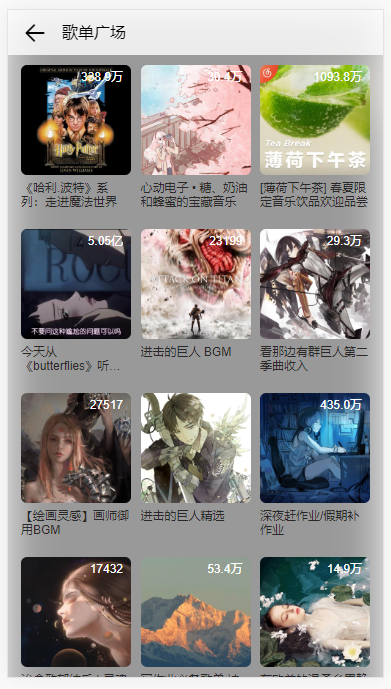 歌单广场
338.9万
38.4万
1093.8万
Harry Potter
Tea Break
薄荷下午茶
《哈利.波特》系
列：走进魔法世界
心动电子·糖、奶油
和蜂蜜的宝藏音乐
[薄荷下午茶] 春夏限
定音乐饮品欢迎品尝
5.05亿
23199
29.3万
ATTACK ON TITAN
不要问这种尴尬的问题可以吗
今天从
《butterflies》听...
进击的巨人 BGM
看那边有群巨人第二
季曲收入
27517
435.0万
【绘画灵感】画师御
用BGM
进击的巨人精选
深夜赶作业/假期补
作业
17432
53.4万
14.9万